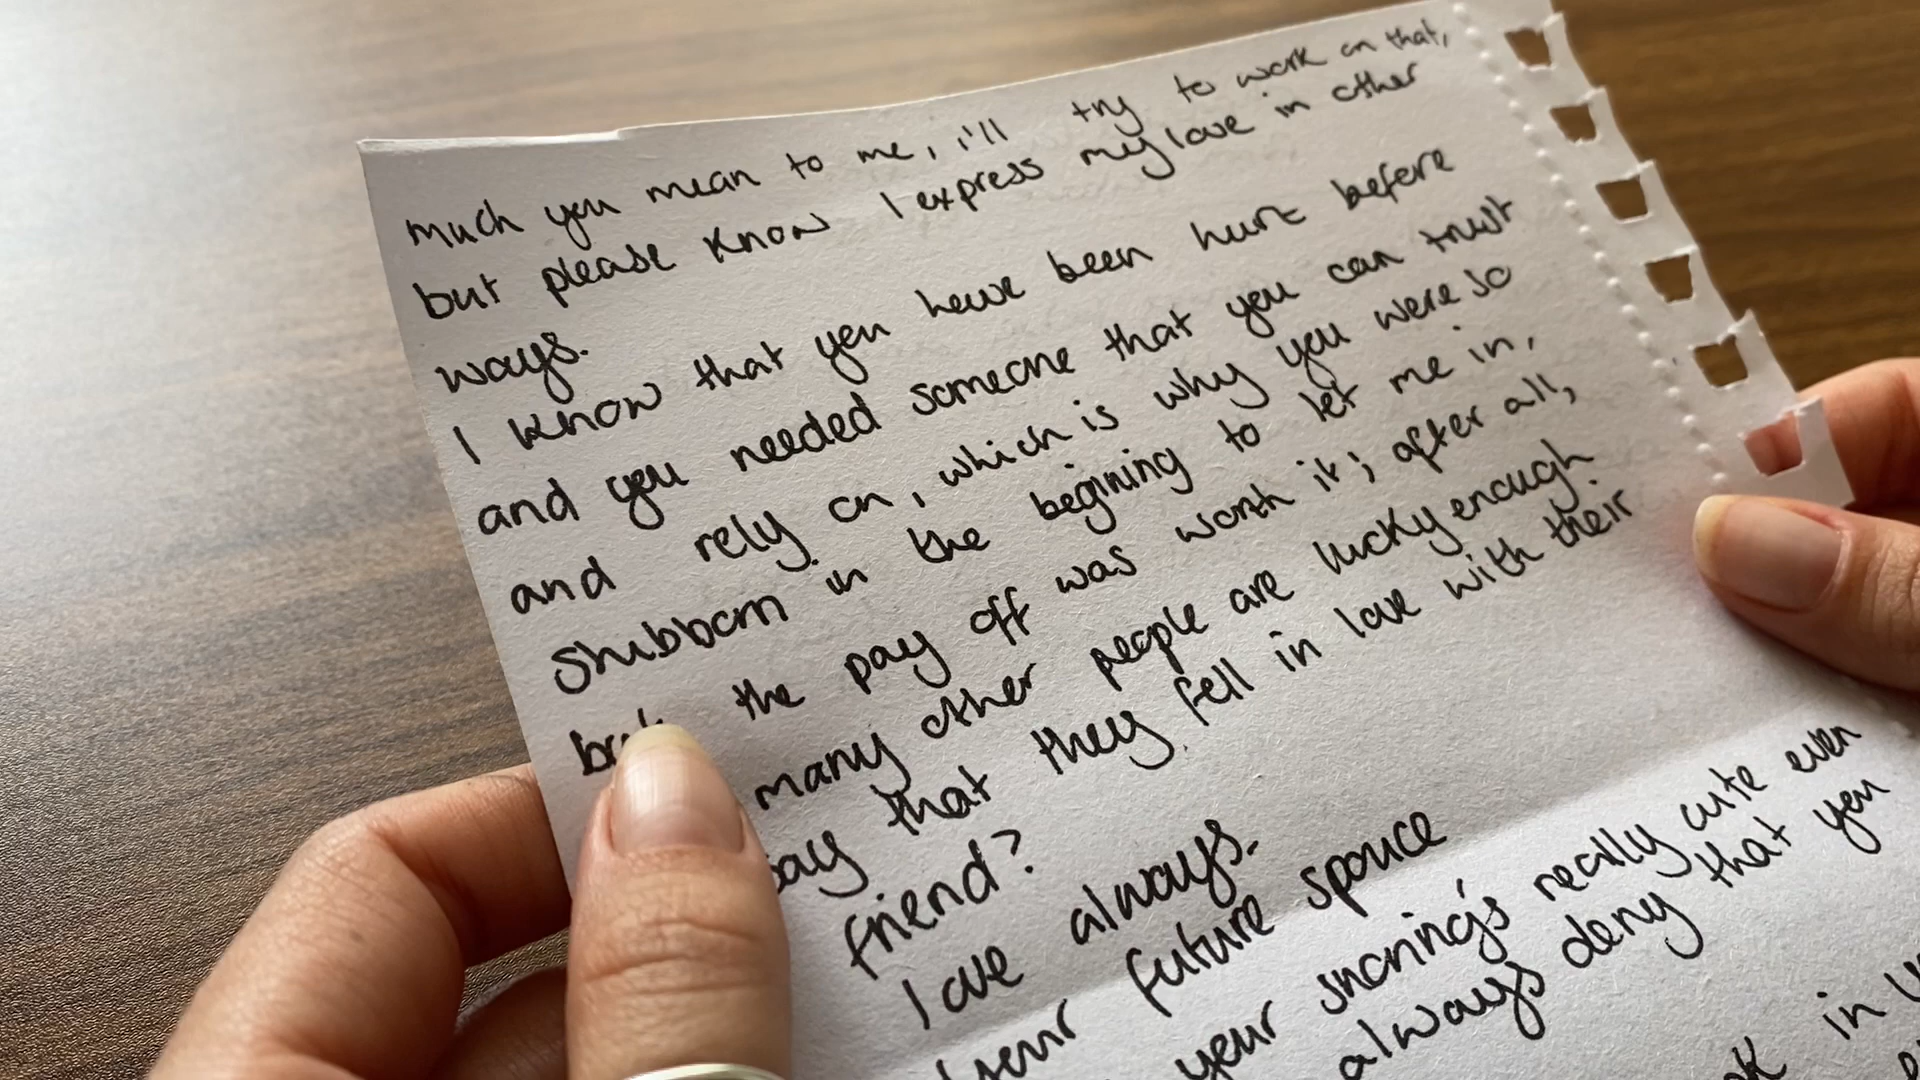 much you mean to me, i'll try to work on that,
but please know I express my love in other
ways.
I know that you have been hurt before
and you needed someone that you can trust
and rely on, which is why you were so
stubborn in the begining to let me in,
the pay off was worth it; after all,
many other people are lucky enough
say that they fell in love with their
friend?
love always.
your future spouce
your snoring's really cute even
always deny that you
in